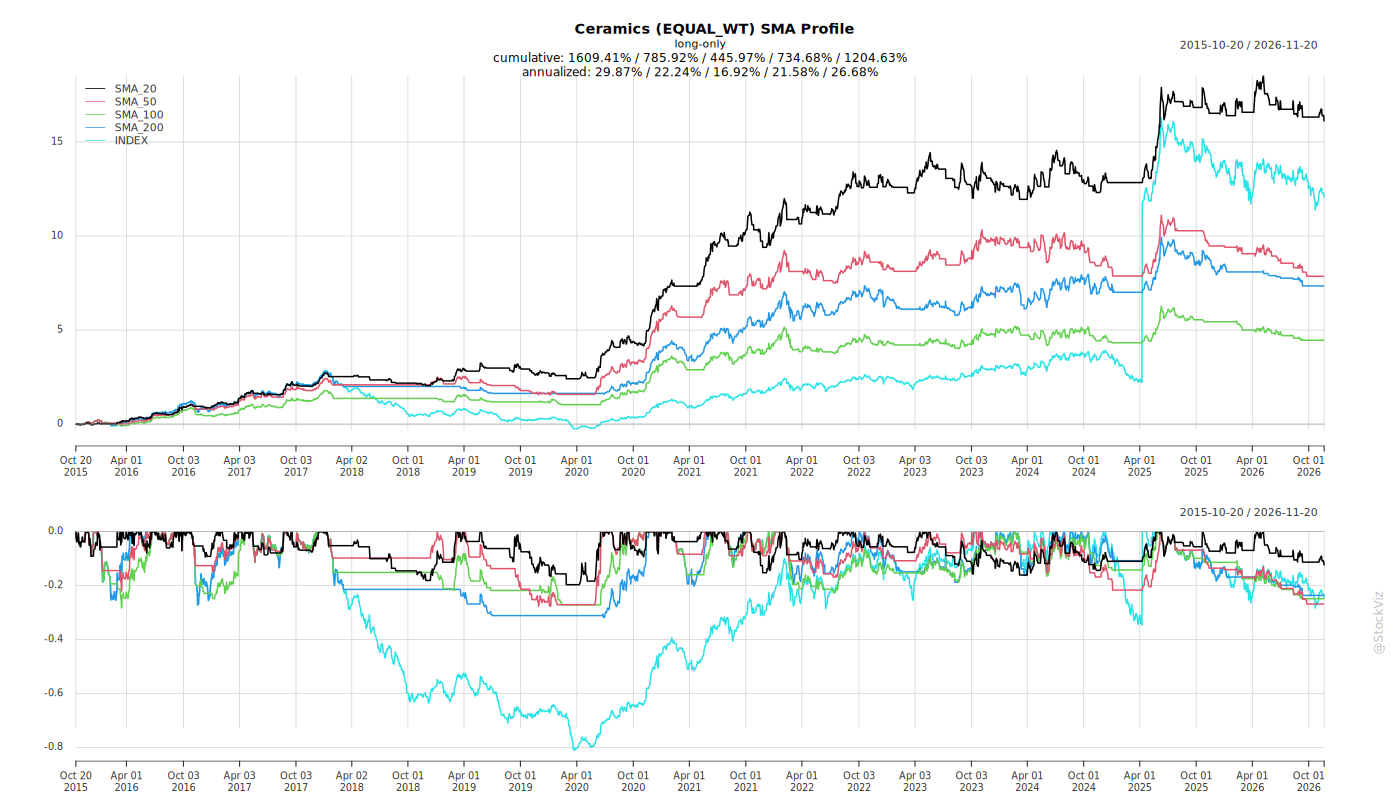 Ceramics (EQUAL_WT) SMA Profile
long-only
cumulative: 1609.41% / 785.92% / 445.97% / 734.68% / 1204.63%
annualized: 29.87% / 22.24% / 16.92% / 21.58% / 26.68%
2015-10-20 / 2026-11-20
SMA_20
SMA_50
SMA_100
SMA_200
INDEX
15
10
5
0
Oct 20 Apr 01 Oct 03 Apr 03 Oct 03 Apr 02 Oct 01 Apr 01 Oct 01 Apr 01 Oct 01 Apr 01 Oct 01 Apr 01 Oct 03 Apr 03 Oct 03 Apr 01 Oct 01 Apr 01 Oct 01 Apr 01 Oct 01
2015 2016 2016 2017 2017 2018 2018 2019 2019 2020 2020 2021 2021 2022 2022 2023 2023 2024 2024 2025 2025 2026 2026
2015-10-20 / 2026-11-20
0.0
-0.2
-0.4
-0.6
-0.8
Oct 20 Apr 01 Oct 03 Apr 03 Oct 03 Apr 02 Oct 01 Apr 01 Oct 01 Apr 01 Oct 01 Apr 01 Oct 01 Apr 01 Oct 03 Apr 03 Oct 03 Apr 01 Oct 01 Apr 01 Oct 01 Apr 01 Oct 01
2015 2016 2016 2017 2017 2018 2018 2019 2019 2020 2020 2021 2021 2022 2022 2023 2023 2024 2024 2025 2025 2026 2026
@StockViz